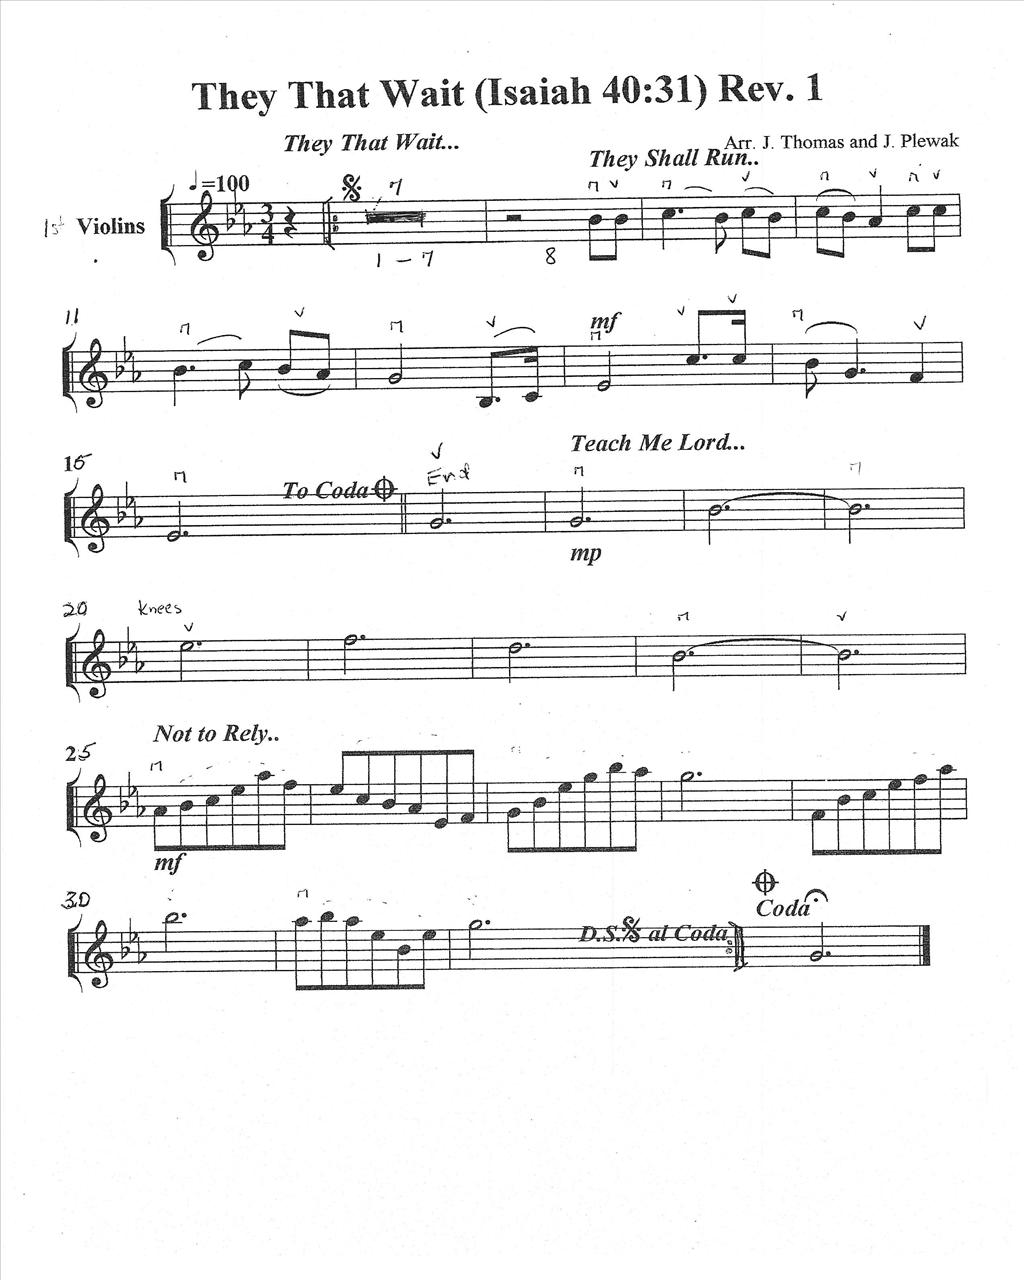 They That Wait (Isaiah 40:31) Rev. 1
They That Wait...
Arr. J. Thomas and J. Plewak
They Shall Run..
♩=100
7
1st Violins
3/4
1 – 7
8
11
mf
Teach Me Lord...
15
To Coda
End
mp
20
Knees
Not to Rely..
25
mf
30
Coda
D.S. al Coda